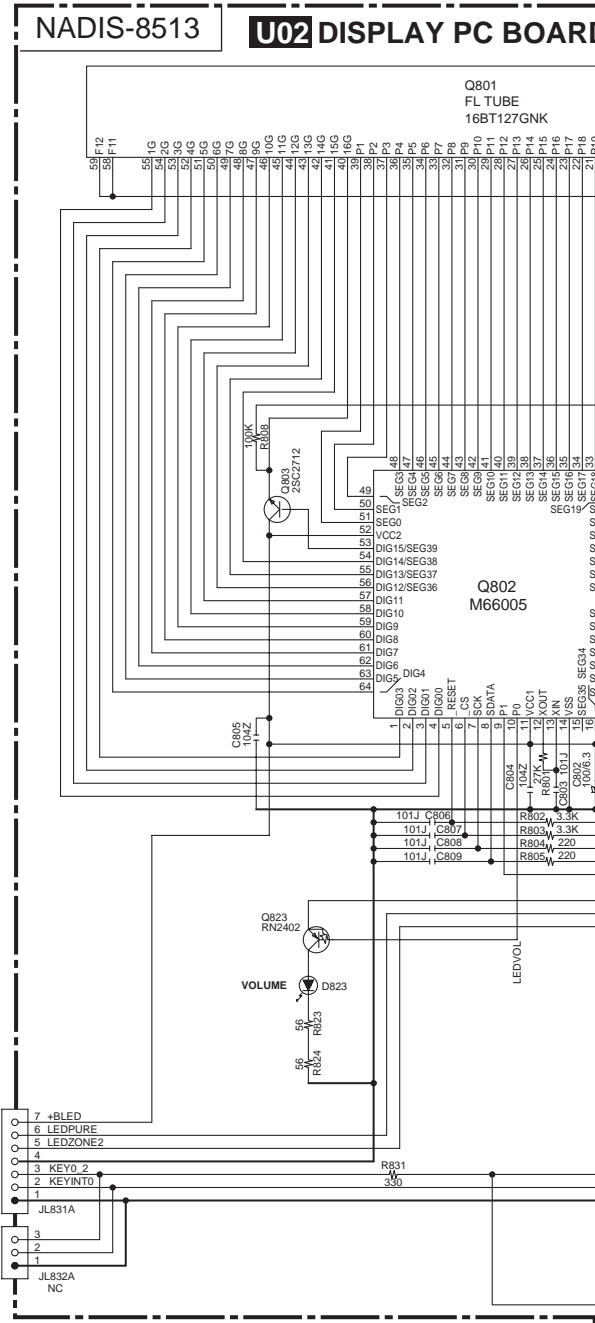 NADIS-8513
U02 DISPLAY PC BOARD
Q801
FL TUBE
16BT127GNK
F12 F11 1G 2G 3G 4G 5G 6G 7G 8G 9G 10G 11G 12G 13G 14G 15G 16G P1 P2 P3 P4 P5 P6 P7 P8 P9 P10 P11 P12 P13 P14 P15 P16 P17 P18 P19
59 58 55 54 53 52 51 50 49 48 47 46 45 44 43 42 41 40 39 38 37 36 35 34 33 32 31 30 29 28 27 26 25 24 23 22 21
100K
R808
Q803
2SC2712
48 47 46 45 44 43 42 41 40 39 38 37 36 35 34 33
SEG3 SEG4 SEG5 SEG6 SEG7 SEG8 SEG9 SEG10 SEG11 SEG12 SEG13 SEG14 SEG15 SEG16 SEG17 SEG18
49 SEG2
50 SEG1
SEG19
51 SEG0
52 VCC2
53 DIG15/SEG39
54 DIG14/SEG38
55 DIG13/SEG37
56 DIG12/SEG36
57 DIG11
58 DIG10
59 DIG9
60 DIG8
61 DIG7
62 DIG6
63 DIG5
64 DIG4
Q802
M66005
DIG03 DIG02 DIG01 DIG00 _RESET _CS SCK SDATA P1 P0 VCC1 XOUT XIN VSS SEG35 SEG34
1 2 3 4 5 6 7 8 9 10 11 12 13 14 15 16
C805
104Z
C804
104Z
27K
R801
C803 101J
C802
100/6.3
101J C806 R802 3.3K
101J C807 R803 3.3K
101J C808 R804 220
101J C809 R805 220
Q823
RN2402
LEDVOL
VOLUME D823
56 R823
56 R824
7 +BLED
6 LEDPURE
5 LEDZONE2
4
3 KEY0_2
2 KEYINT0
1
JL831A
R831
330
3
2
1
JL832A
NC